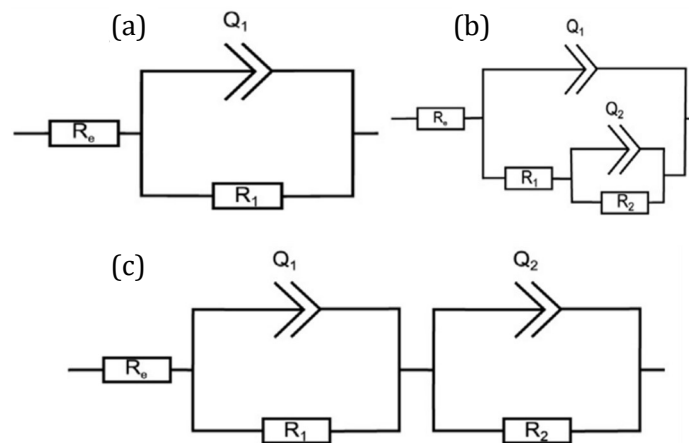 (a)
Q₁
Rₑ
R₁
(b)
Q₁
Rₑ
Q₂
R₁
R₂
(c)
Q₁
Q₂
Rₑ
R₁
R₂